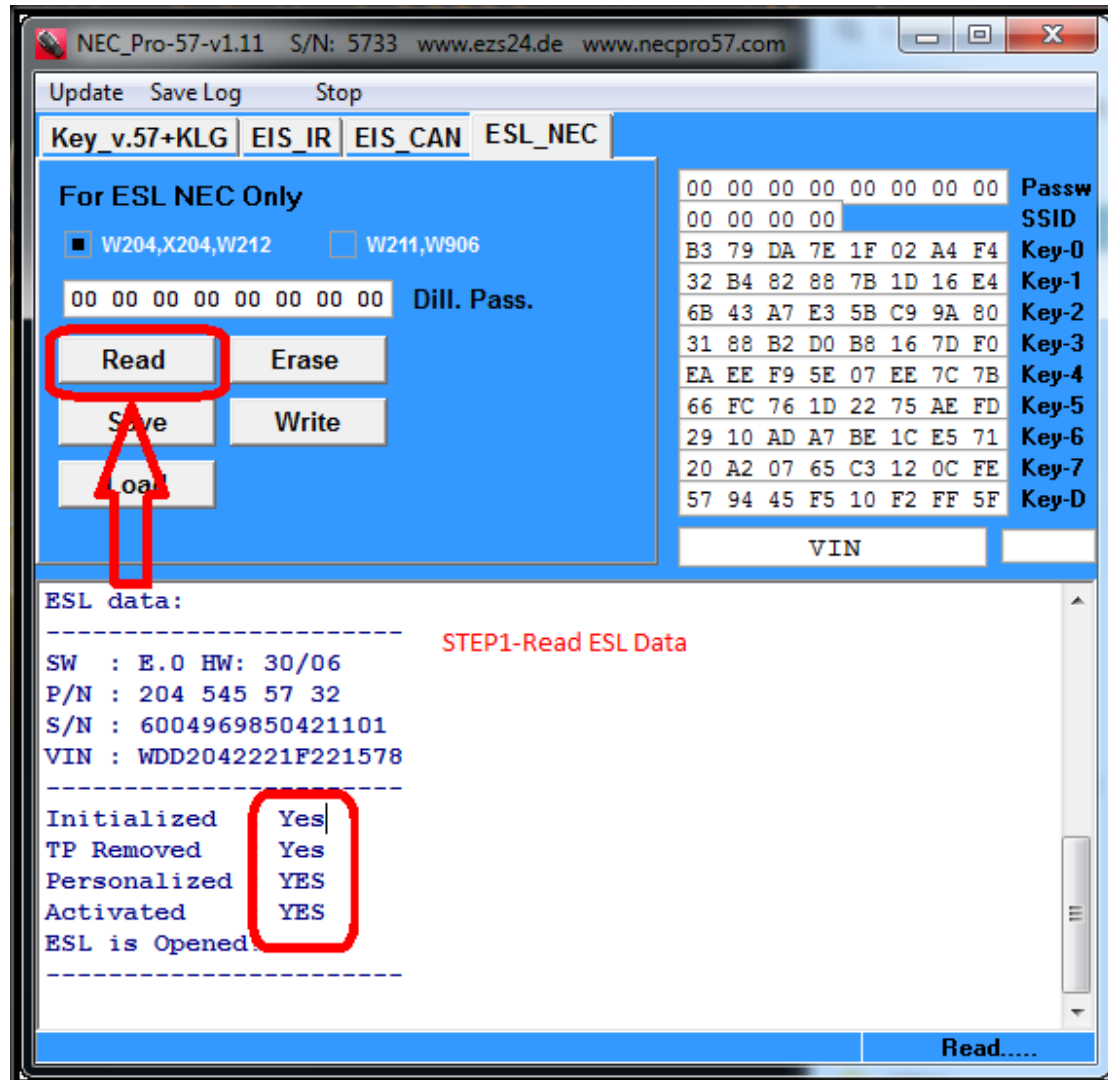 NEC_Pro-57-v1.11 S/N: 5733 www.ezs24.de www.necpro57.com
Update Save Log Stop
Key_v.57+KLG EIS_IR EIS_CAN ESL_NEC
For ESL NEC Only
W204,X204,W212 W211,W906
00 00 00 00 00 00 00 00 Dill. Pass.
Read Erase
Save Write
Load
00 00 00 00 00 00 00 00 Passw
00 00 00 00 SSID
B3 79 DA 7E 1F 02 A4 F4 Key-0
32 B4 82 88 7B 1D 16 E4 Key-1
6B 43 A7 E3 5B C9 9A 80 Key-2
31 88 B2 D0 B8 16 7D F0 Key-3
EA EE F9 5E 07 EE 7C 7B Key-4
66 FC 76 1D 22 75 AE FD Key-5
29 10 AD A7 BE 1C E5 71 Key-6
20 A2 07 65 C3 12 0C FE Key-7
57 94 45 F5 10 F2 FF 5F Key-D
VIN
ESL data:
-----------------------
STEP1-Read ESL Data
SW : E.0 HW: 30/06
P/N : 204 545 57 32
S/N : 6004969850421101
VIN : WDD2042221F221578
-----------------------
Initialized Yes
TP Removed Yes
Personalized YES
Activated YES
ESL is Opened
-----------------------
Read.....